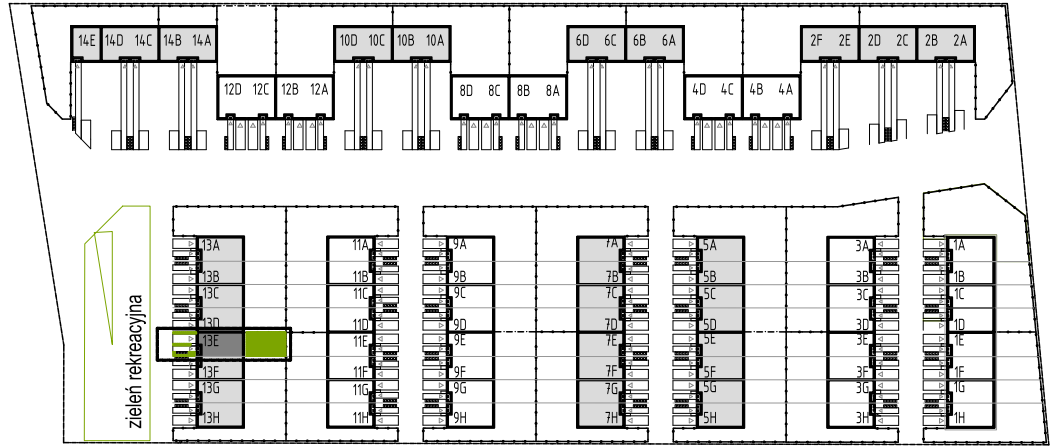 14E 14D 14C 14B 14A 10D 10C 10B 10A 6D 6C 6B 6A 2F 2E 2D 2C 2B 2A
12D 12C 12B 12A 8D 8C 8B 8A 4D 4C 4B 4A
13A 11A 9A 7A 5A 3A 1A
13B 11B 9B 7B 5B 3B 1B
13C 11C 9C 7C 5C 3C 1C
13D 11D 9D 7D 5D 3D 1D
13E 11E 9E 7E 5E 3E 1E
13F 11F 9F 7F 5F 3F 1F
13G 11G 9G 7G 5G 3G 1G
13H 11H 9H 7H 5H 3H 1H
zieleń rekreacyjna